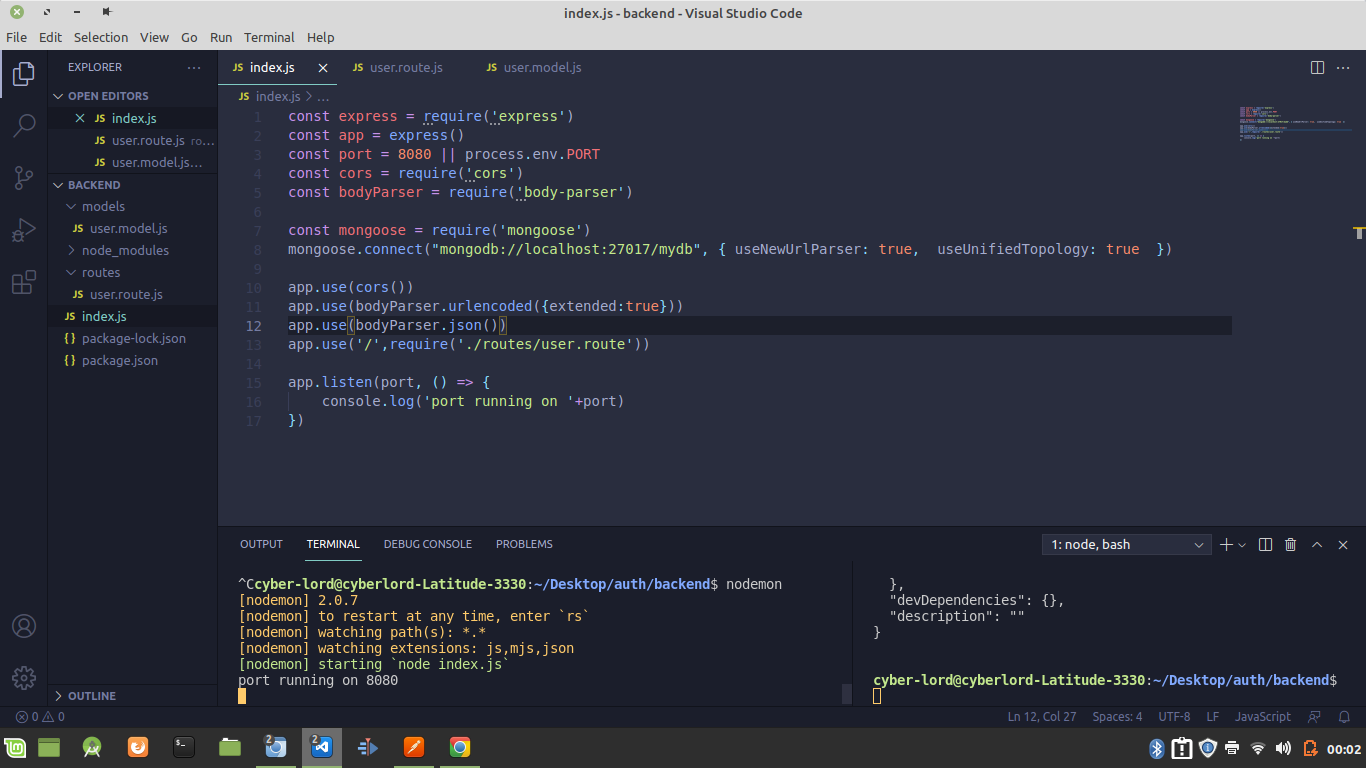 index.js - backend - Visual Studio Code
File Edit Selection View Go Run Terminal Help
EXPLORER ...
OPEN EDITORS
JS index.js
JS user.route.js ro...
JS user.model.js...
BACKEND
models
JS user.model.js
node_modules
routes
JS user.route.js
JS index.js
{} package-lock.json
{} package.json
OUTLINE
JS index.js JS user.route.js JS user.model.js
JS index.js > ...
1 const express = require('express')
2 const app = express()
3 const port = 8080 || process.env.PORT
4 const cors = require('cors')
5 const bodyParser = require('body-parser')
6
7 const mongoose = require('mongoose')
8 mongoose.connect("mongodb://localhost:27017/mydb", { useNewUrlParser: true,  useUnifiedTopology: true  })
9
10 app.use(cors())
11 app.use(bodyParser.urlencoded({extended:true}))
12 app.use(bodyParser.json())
13 app.use('/',require('./routes/user.route'))
14
15 app.listen(port, () => {
16     console.log('port running on '+port)
17 })
OUTPUT TERMINAL DEBUG CONSOLE PROBLEMS 1: node, bash
^Ccyber-lord@cyberlord-Latitude-3330:~/Desktop/auth/backend$ nodemon
[nodemon] 2.0.7
[nodemon] to restart at any time, enter `rs`
[nodemon] watching path(s): *.*
[nodemon] watching extensions: js,mjs,json
[nodemon] starting `node index.js`
port running on 8080
},
"devDependencies": {},
"description": ""
}
cyber-lord@cyberlord-Latitude-3330:~/Desktop/auth/backend$
0 0 Ln 12, Col 27 Spaces: 4 UTF-8 LF JavaScript
2 2 00:02